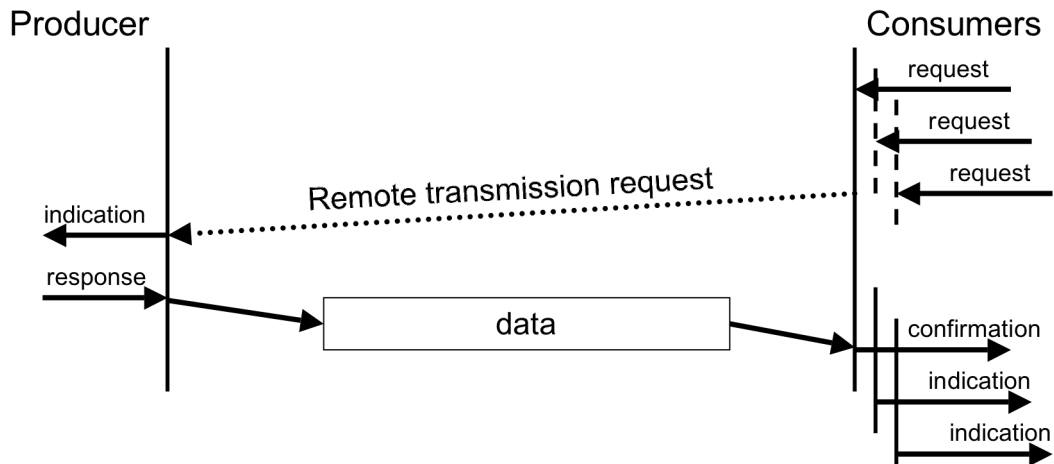 Producer
Consumers
request
request
request
Remote transmission request
indication
response
data
confirmation
indication
indication